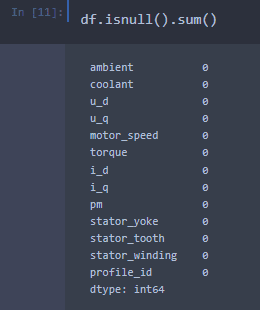 In [11]: df.isnull().sum()
ambient 0
coolant 0
u_d 0
u_q 0
motor_speed 0
torque 0
i_d 0
i_q 0
pm 0
stator_yoke 0
stator_tooth 0
stator_winding 0
profile_id 0
dtype: int64